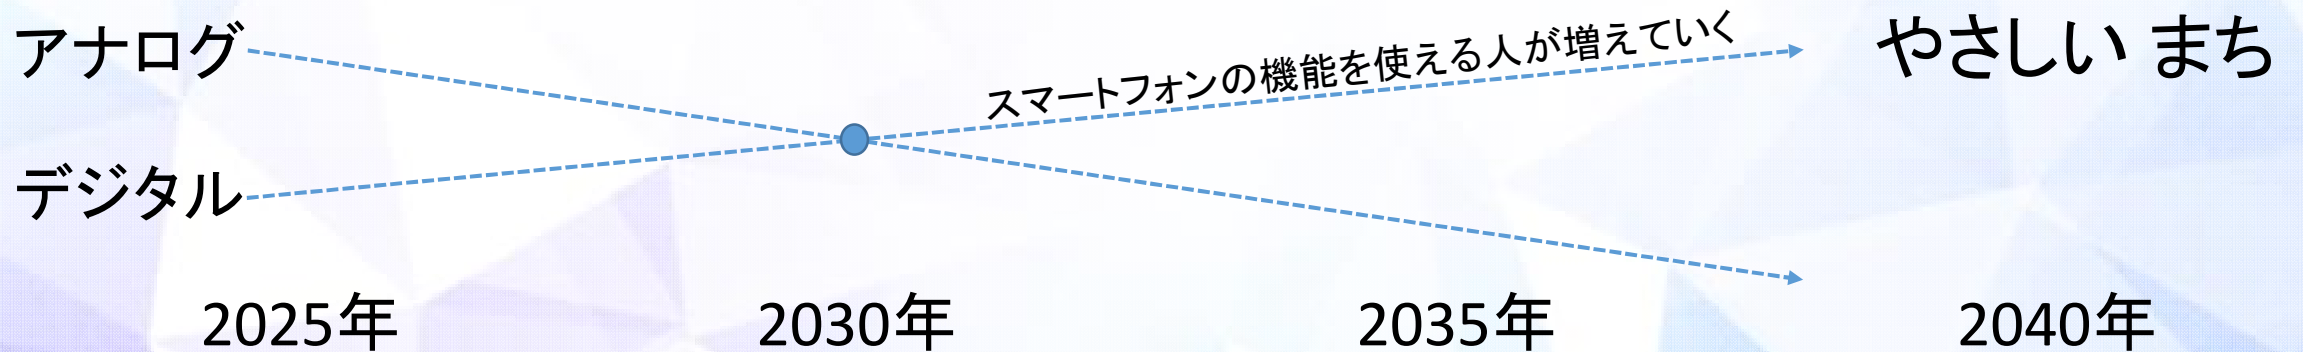 アナログ
スマートフォンの機能を使える人が増えていく
やさしい まち
デジタル
2025年
2030年
2035年
2040年